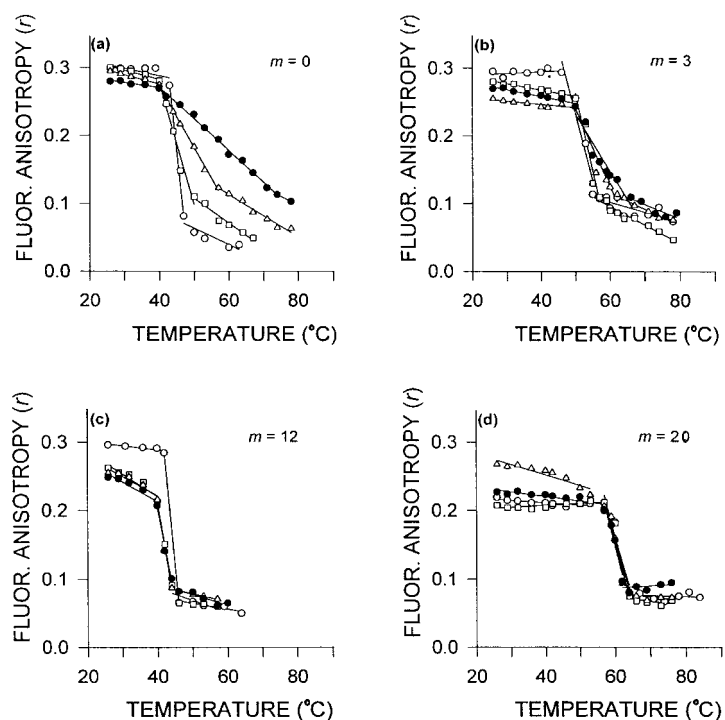 (a)
m = 0
FLUOR. ANISOTROPY (r)
0.3
0.2
0.1
0.0
20 40 60 80
TEMPERATURE (°C)
(b)
m = 3
FLUOR. ANISOTROPY (r)
0.3
0.2
0.1
0.0
20 40 60 80
TEMPERATURE (°C)
(c)
m = 12
FLUOR. ANISOTROPY (r)
0.3
0.2
0.1
0.0
20 40 60 80
TEMPERATURE (°C)
(d)
m = 20
FLUOR. ANISOTROPY (r)
0.3
0.2
0.1
0.0
20 40 60 80
TEMPERATURE (°C)